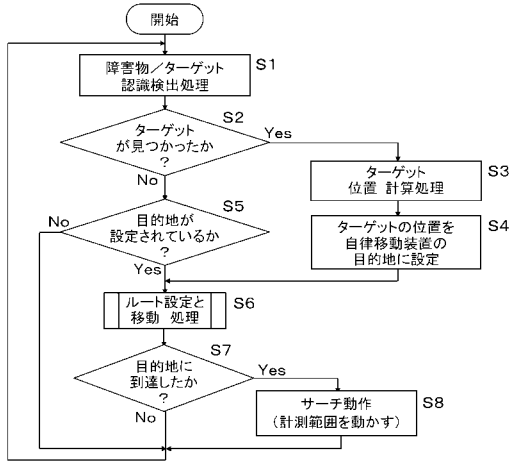 開始
障害物／ターゲット
認識検出処理
S1
ターゲット
が見つかったか
？
S2
Yes
No
ターゲット
位置 計算処理
S3
ターゲットの位置を
自律移動装置の
目的地に設定
S4
目的地が
設定されているか
？
S5
No
Yes
ルート設定と
移動 処理
S6
目的地に
到達したか
？
S7
Yes
No
サーチ動作
（計測範囲を動かす）
S8